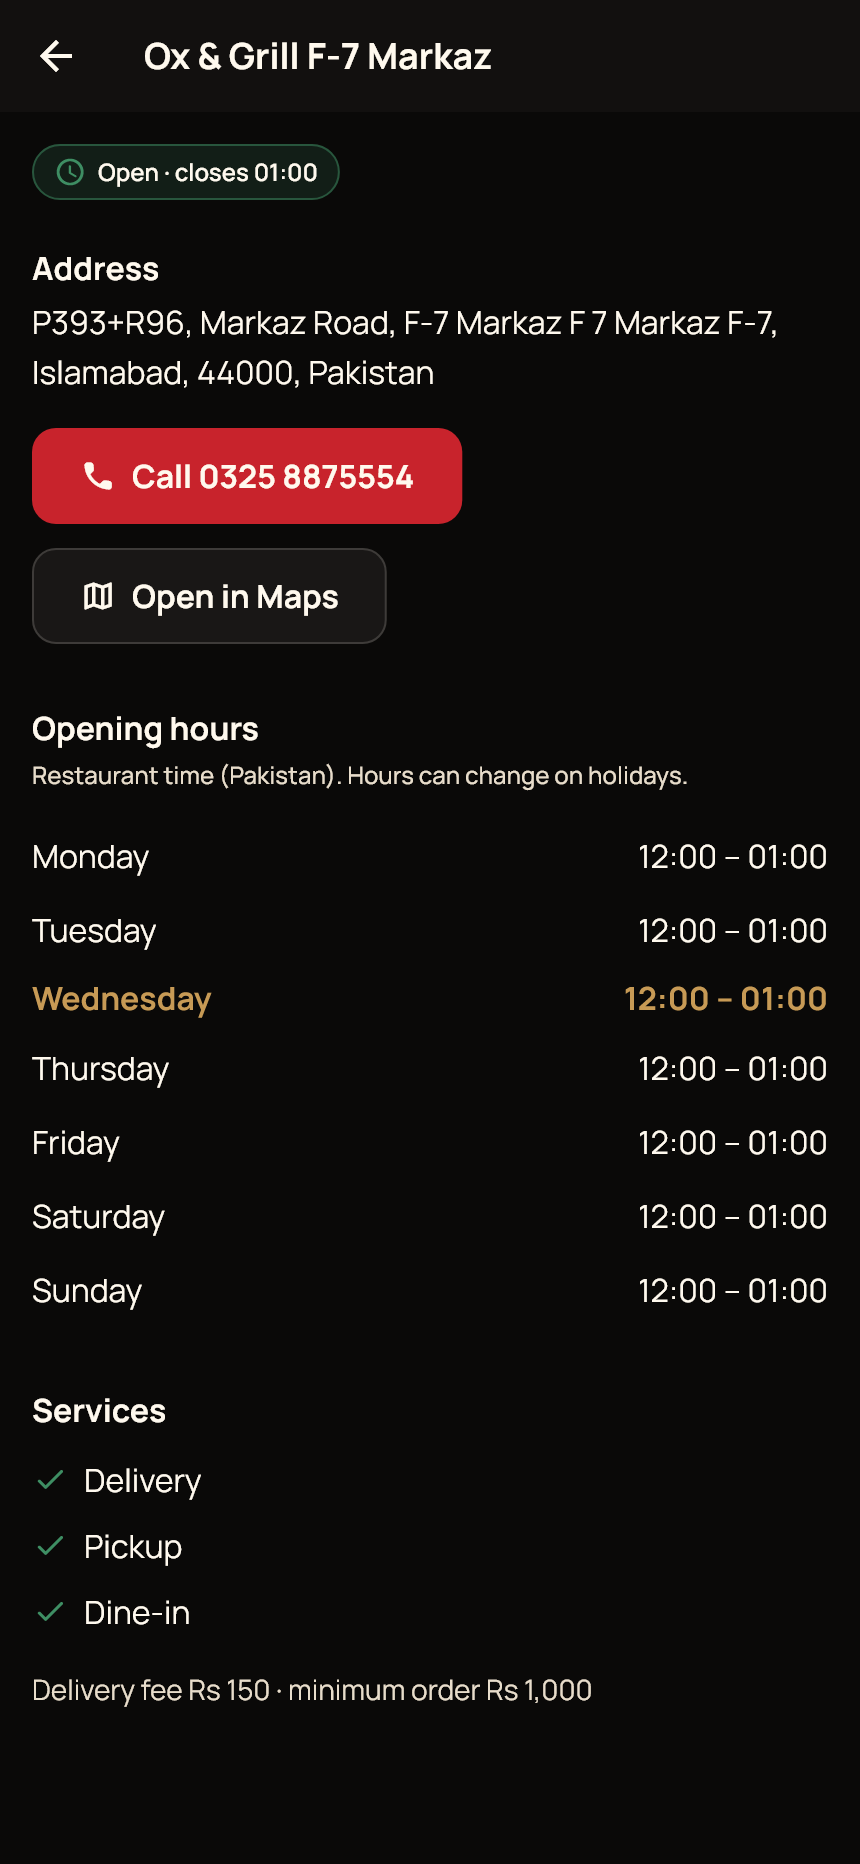 Ox & Grill F-7 Markaz
Open · closes 01:00
Address
P393+R96, Markaz Road, F-7 Markaz F 7 Markaz F-7,
Islamabad, 44000, Pakistan
Call 0325 8875554
Open in Maps
Opening hours
Restaurant time (Pakistan). Hours can change on holidays.
Monday 12:00 – 01:00
Tuesday 12:00 – 01:00
Wednesday 12:00 – 01:00
Thursday 12:00 – 01:00
Friday 12:00 – 01:00
Saturday 12:00 – 01:00
Sunday 12:00 – 01:00
Services
Delivery
Pickup
Dine-in
Delivery fee Rs 150 · minimum order Rs 1,000